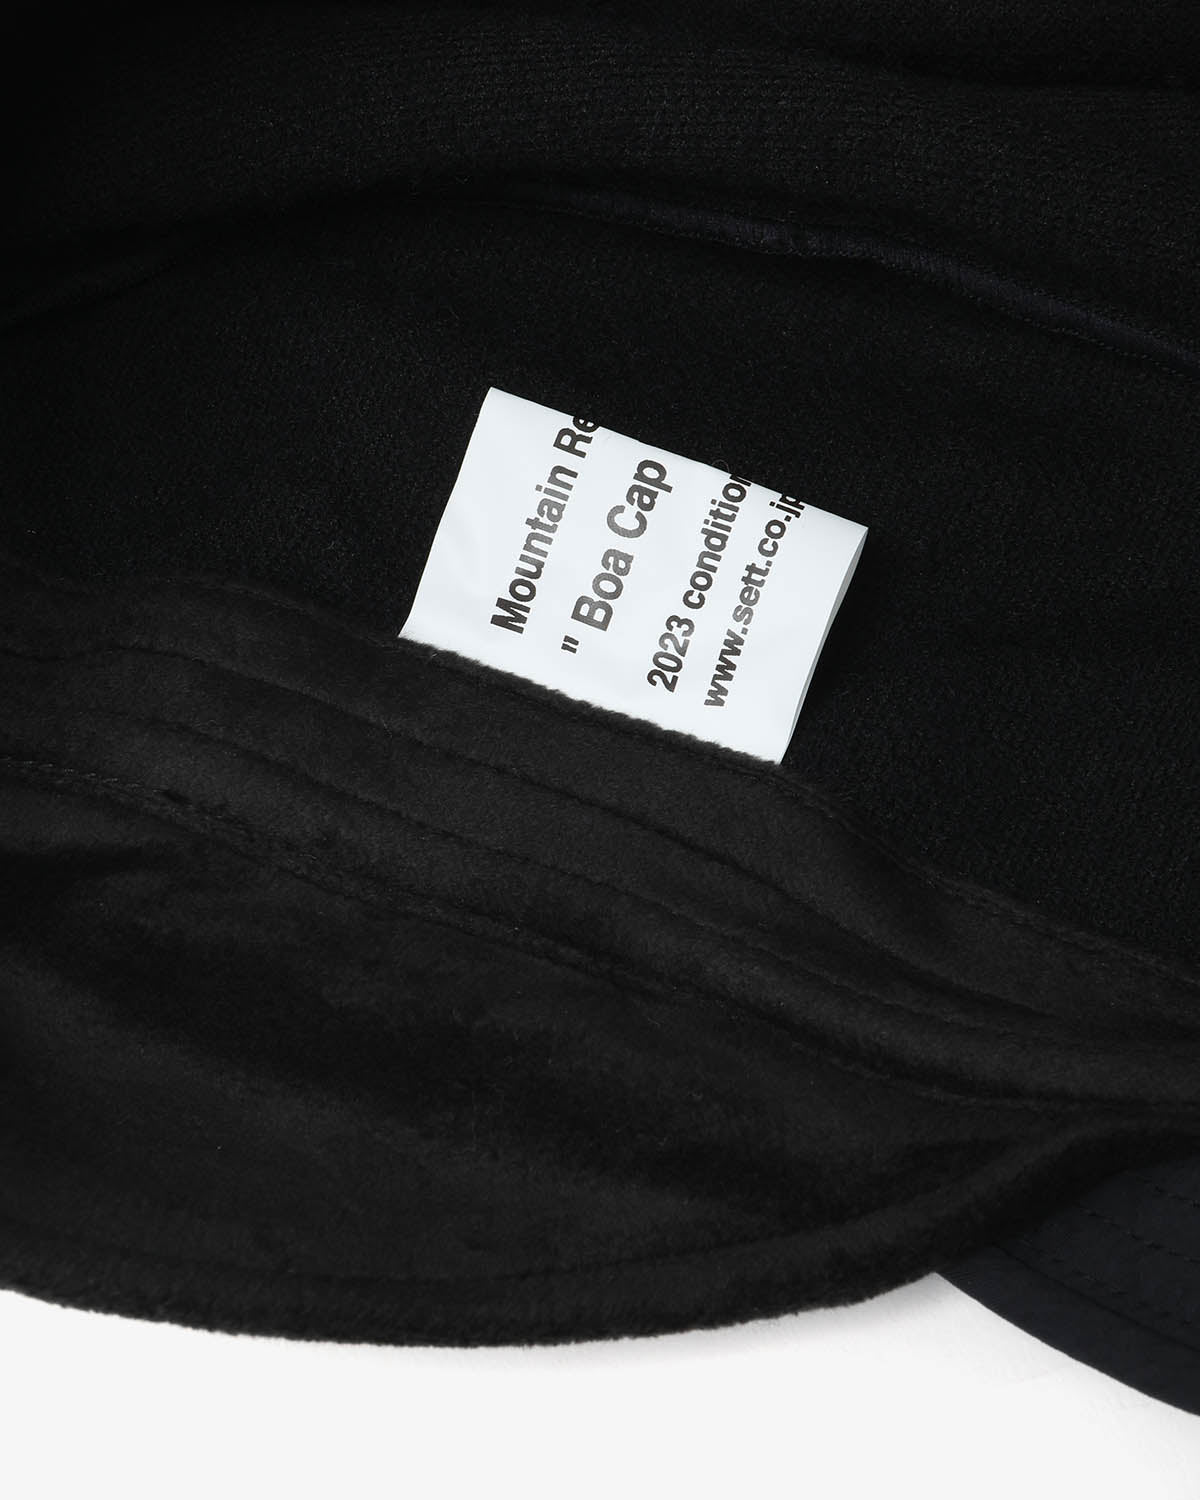 Mountain Re
" Boa Cap
2023 condition
www.sett.co.jp